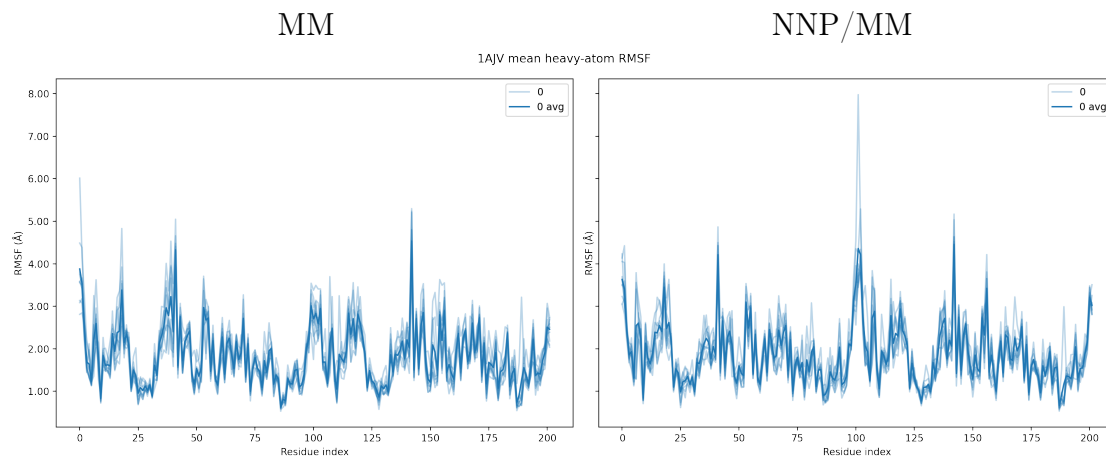 MM NNP/MM
1AJV mean heavy-atom RMSF
0
0 avg
8.00
7.00
6.00
5.00
4.00
3.00
2.00
1.00
RMSF (Å)
0 25 50 75 100 125 150 175 200
Residue index
0
0 avg
RMSF (Å)
0 25 50 75 100 125 150 175 200
Residue index